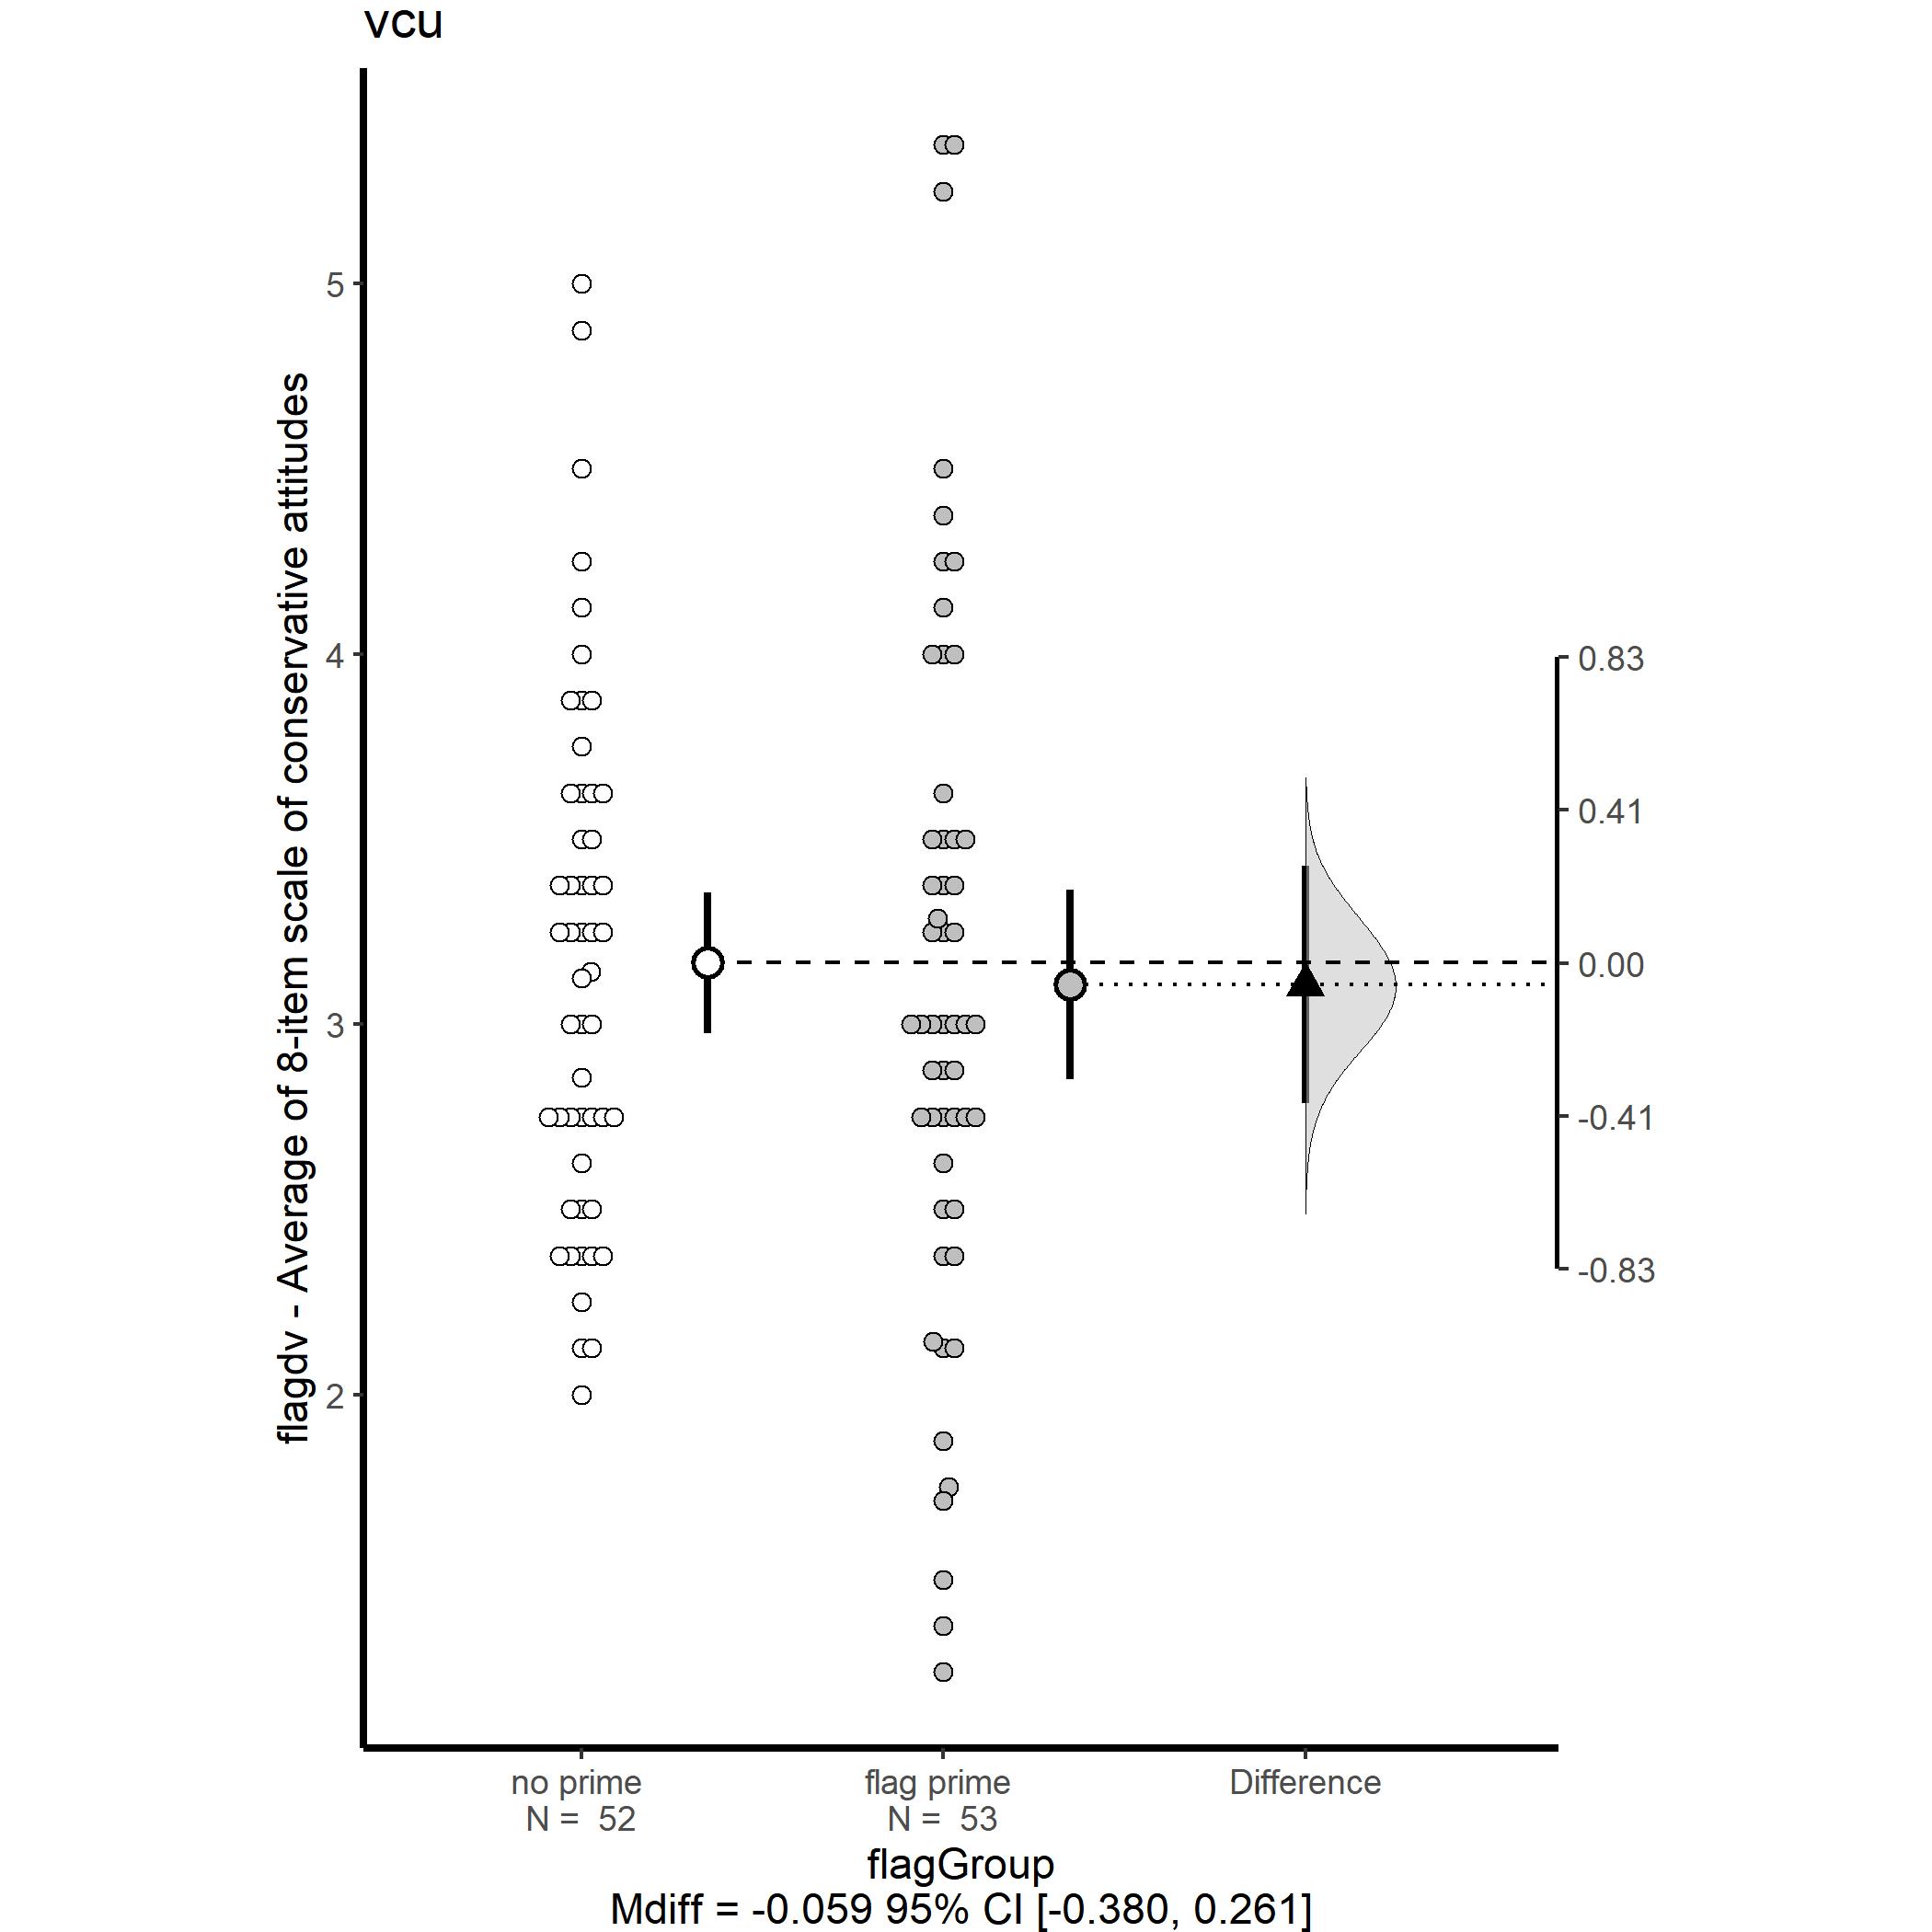 vcu
flagdv - Average of 8-item scale of conservative attitudes
5
4
3
2
0.83
0.41
0.00
-0.41
-0.83
no prime
N =  52
flag prime
N =  53
Difference
flagGroup
Mdiff = -0.059 95% CI [-0.380, 0.261]